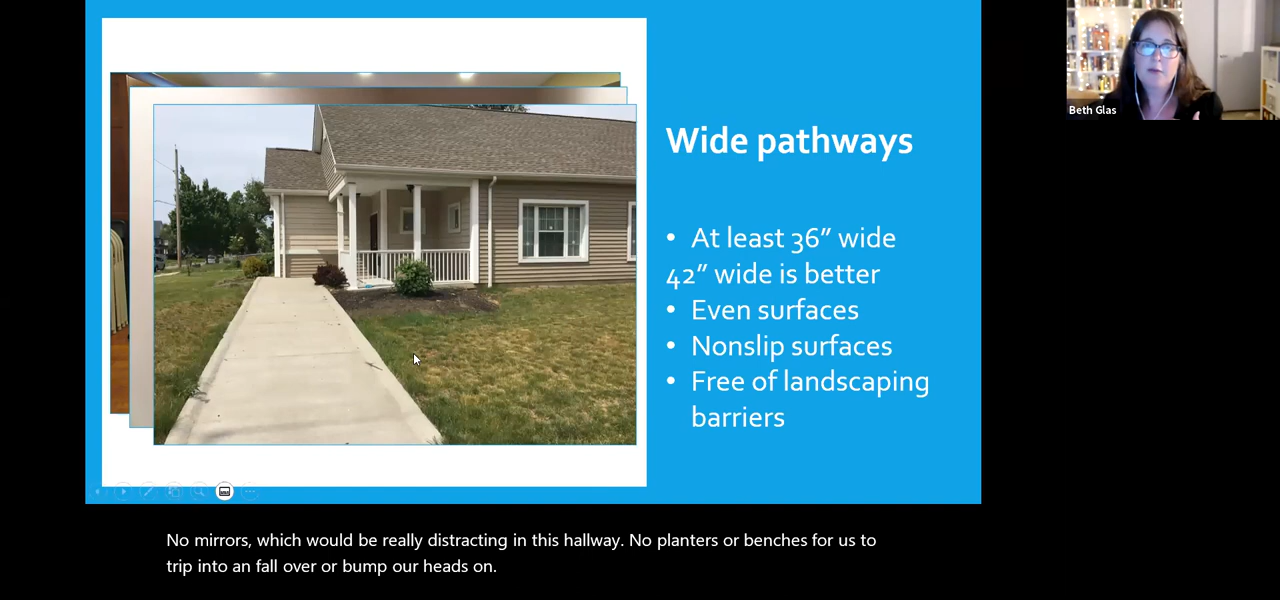 Wide pathways
• At least 36” wide
42” wide is better
• Even surfaces
• Nonslip surfaces
• Free of landscaping
barriers
Beth Glas
No mirrors, which would be really distracting in this hallway. No planters or benches for us to
trip into an fall over or bump our heads on.